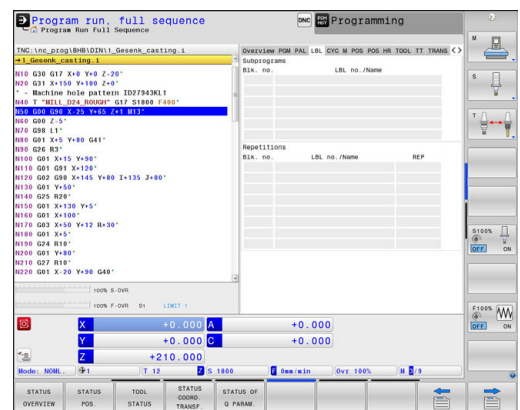 Program run, full sequence
Program Run Full Sequence
DNC
Programming
TNC:\nc_prog\BHB\DIN\1_Gesenk_casting.i
→1_Gesenk_casting.i
N10 G30 G17 X+0 Y+0 Z-20*
N20 G31 X+150 Y+100 Z+0*
* - Machine hole pattern ID27943KL1
N40 T "MILL_D24_ROUGH" G17 S1800 F400*
N50 G00 G90 X-25 Y+65 Z+1 M13*
N60 G00 Z-5*
N70 G98 L1*
N80 G01 X+5 Y+80 G41*
N90 G26 R3*
N100 G01 X+15 Y+90*
N110 G01 G91 X+120*
N120 G02 G90 X+145 Y+80 I+135 J+80*
N130 G01 Y+50*
N140 G25 R20*
N150 G01 X+130 Y+5*
N160 G01 X+100*
N170 G03 X+50 Y+12 R+30*
N180 G01 X+5*
N190 G24 R10*
N200 G01 Y+80*
N210 G27 R10*
N220 G01 X-20 Y+90 G40*
100% S-OVR
100% F-OVR S1 LIMIT 1
Overview PGM PAL LBL CYC M POS POS HR TOOL TT TRANS
Subprograms
Blk. no. LBL no./Name
Repetitions
Blk. no. LBL no./Name REP
X +0.000 A +0.000
Y +0.000 C +0.000
Z +210.000
Mode: NOML. 1 T 12 Z S 1800 F 0mm/min Ovr 100% M 5/9
STATUS OVERVIEW
STATUS POS.
TOOL STATUS
STATUS COORD. TRANSF.
STATUS OF Q PARAM.
M
S
T
S100%
OFF ON
F100%
OFF ON